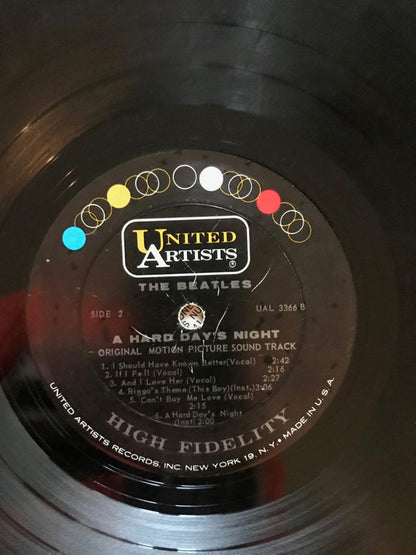 UNITED
ARTISTS®
THE BEATLES
SIDE 2
UAL 3366 B
A HARD DAY'S NIGHT
ORIGINAL MOTION PICTURE SOUND TRACK
1. I Should Have Known Better(Vocal) 2:42
2. If I Fell (Vocal) 2:16
3. And I Love Her (Vocal) 2:27
4. Ringo's Theme (This Boy)(Inst.) 3:06
5. Can't Buy Me Love (Vocal)
2:15
6. A Hard Day's Night
(Inst) 2:00
HIGH FIDELITY
UNITED ARTISTS RECORDS, INC. NEW YORK 19, N.Y. • MADE IN U.S.A.